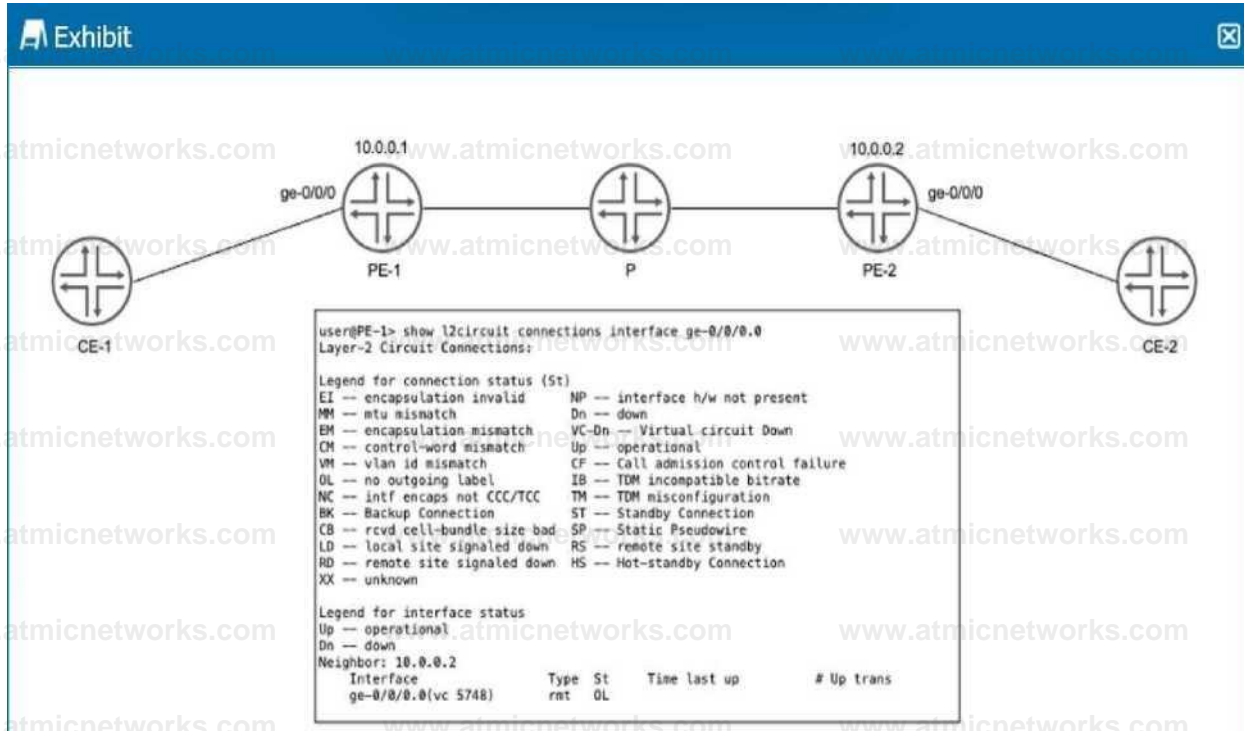 Exhibit
10.0.0.1
10.0.0.2
ge-0/0/0
ge-0/0/0
PE-1
P
PE-2
CE-1
CE-2
user@PE-1> show l2circuit connections interface ge-0/0/0.0
Layer-2 Circuit Connections:
Legend for connection status (St)
EI -- encapsulation invalid NP -- interface h/w not present
MM -- mtu mismatch Dn -- down
EM -- encapsulation mismatch VC-Dn -- Virtual circuit Down
CM -- control-word mismatch Up -- operational
VM -- vlan id mismatch CF -- Call admission control failure
OL -- no outgoing label IB -- TDM incompatible bitrate
NC -- intf encaps not CCC/TCC TM -- TDM misconfiguration
BK -- Backup Connection ST -- Standby Connection
CB -- rcvd cell-bundle size bad SP -- Static Pseudowire
LD -- local site signaled down RS -- remote site standby
RD -- remote site signaled down HS -- Hot-standby Connection
XX -- unknown
Legend for interface status
Up -- operational
Dn -- down
Neighbor: 10.0.0.2
Interface Type St Time last up # Up trans
ge-0/0/0.0(vc 5748) rmt OL
www.atmicnetworks.com